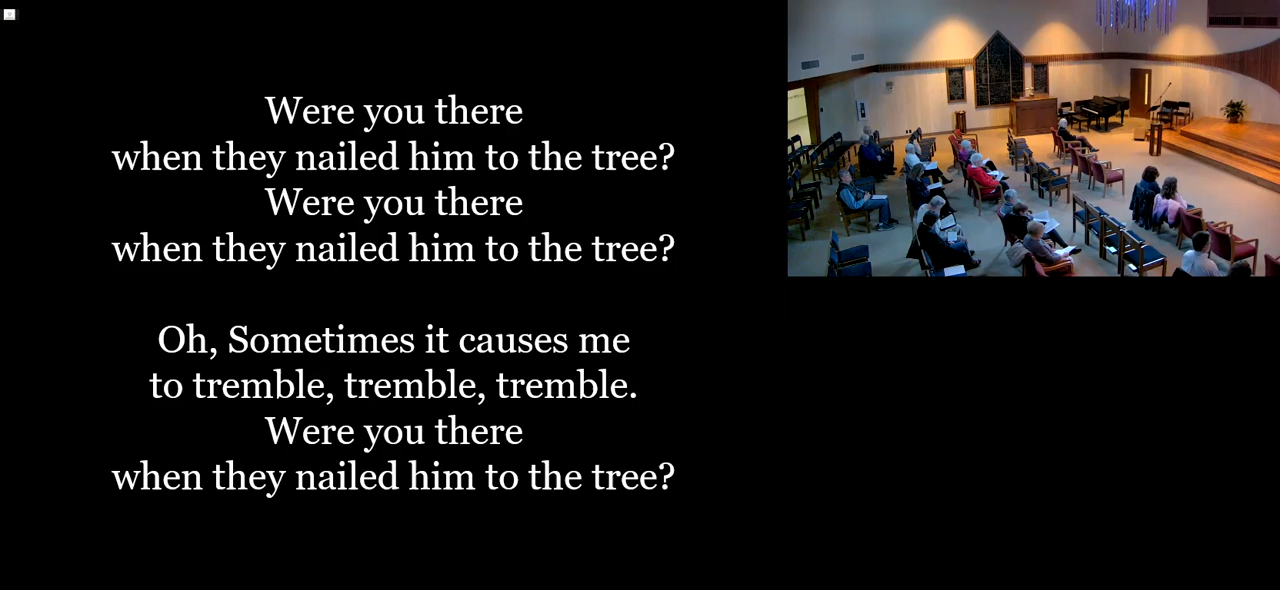 Were you there
when they nailed him to the tree?
Were you there
when they nailed him to the tree?
Oh, Sometimes it causes me
to tremble, tremble, tremble.
Were you there
when they nailed him to the tree?